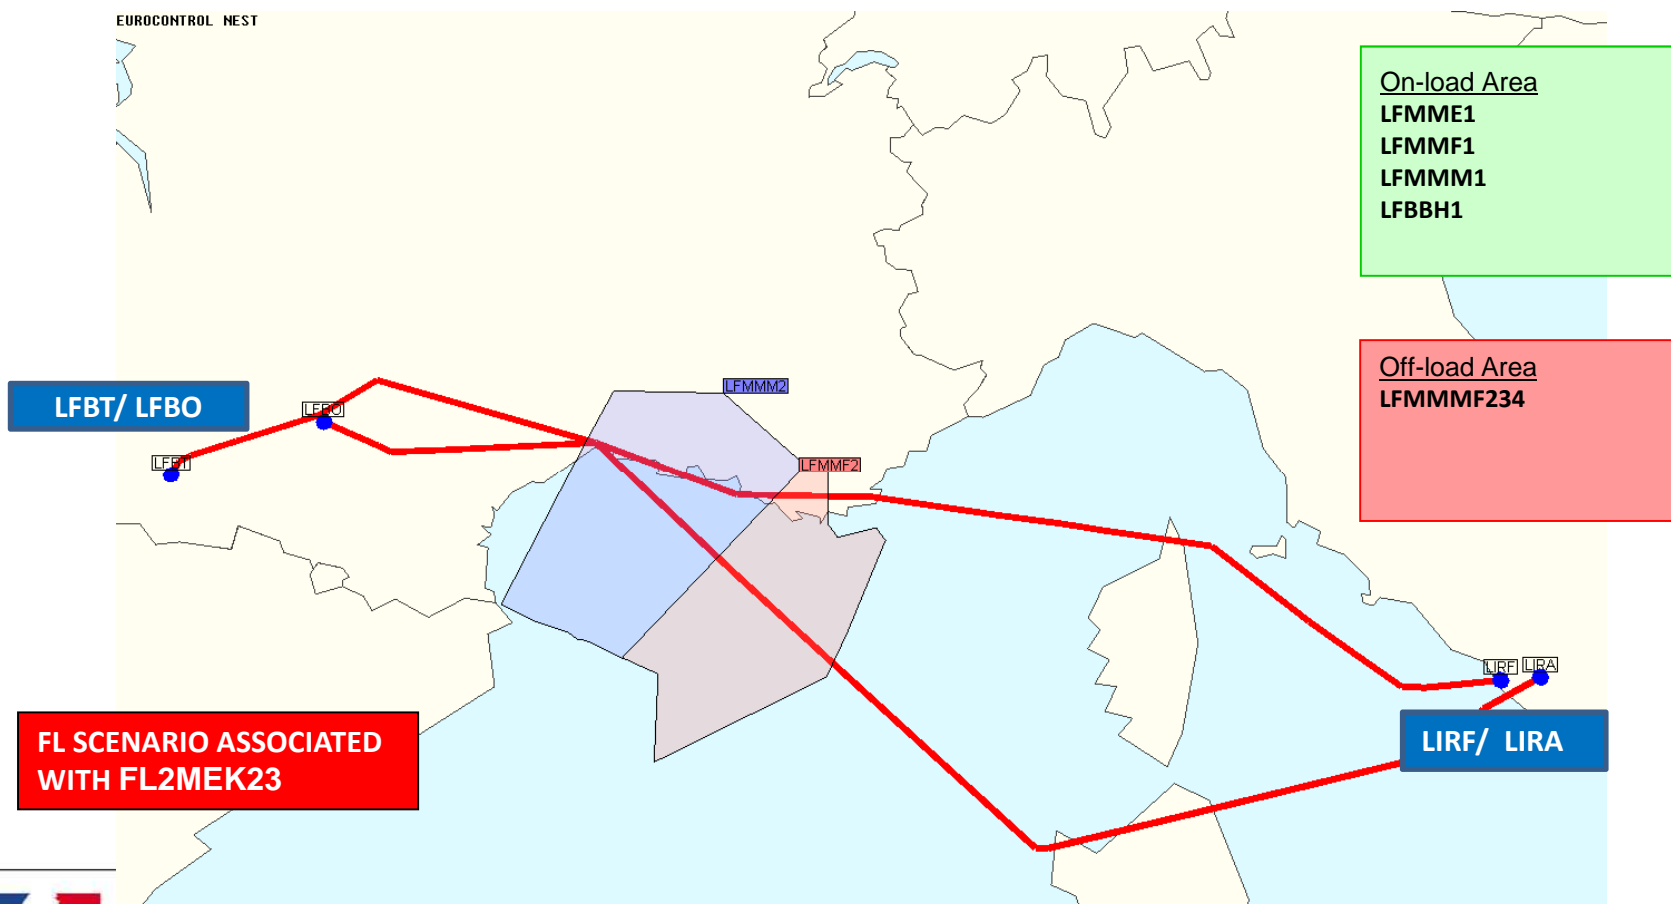 EUROCONTROL NEST
On-load Area
LFMME1
LFMMF1
LFMMM1
LFBBH1
Off-load Area
LFMMMF234
LFMMM2
LFBT/ LFBO
LFBO
LFBT
LFMMF2
LIRF
LIRA
LIRF/ LIRA
FL SCENARIO ASSOCIATED
WITH FL2MEK23